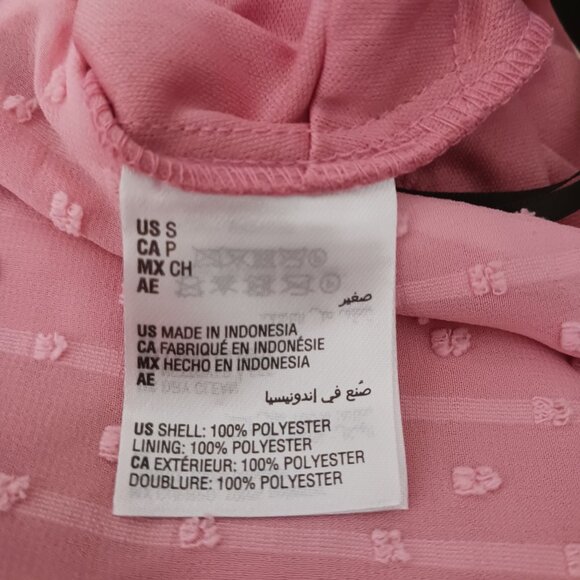 US S
CA P
MX CH
AE
صغير
US MADE IN INDONESIA
CA FABRIQUÉ EN INDONÉSIE
MX HECHO EN INDONESIA
AE
صُنع في إندونيسيا
US SHELL: 100% POLYESTER
LINING: 100% POLYESTER
CA EXTÉRIEUR: 100% POLYESTER
DOUBLURE: 100% POLYESTER